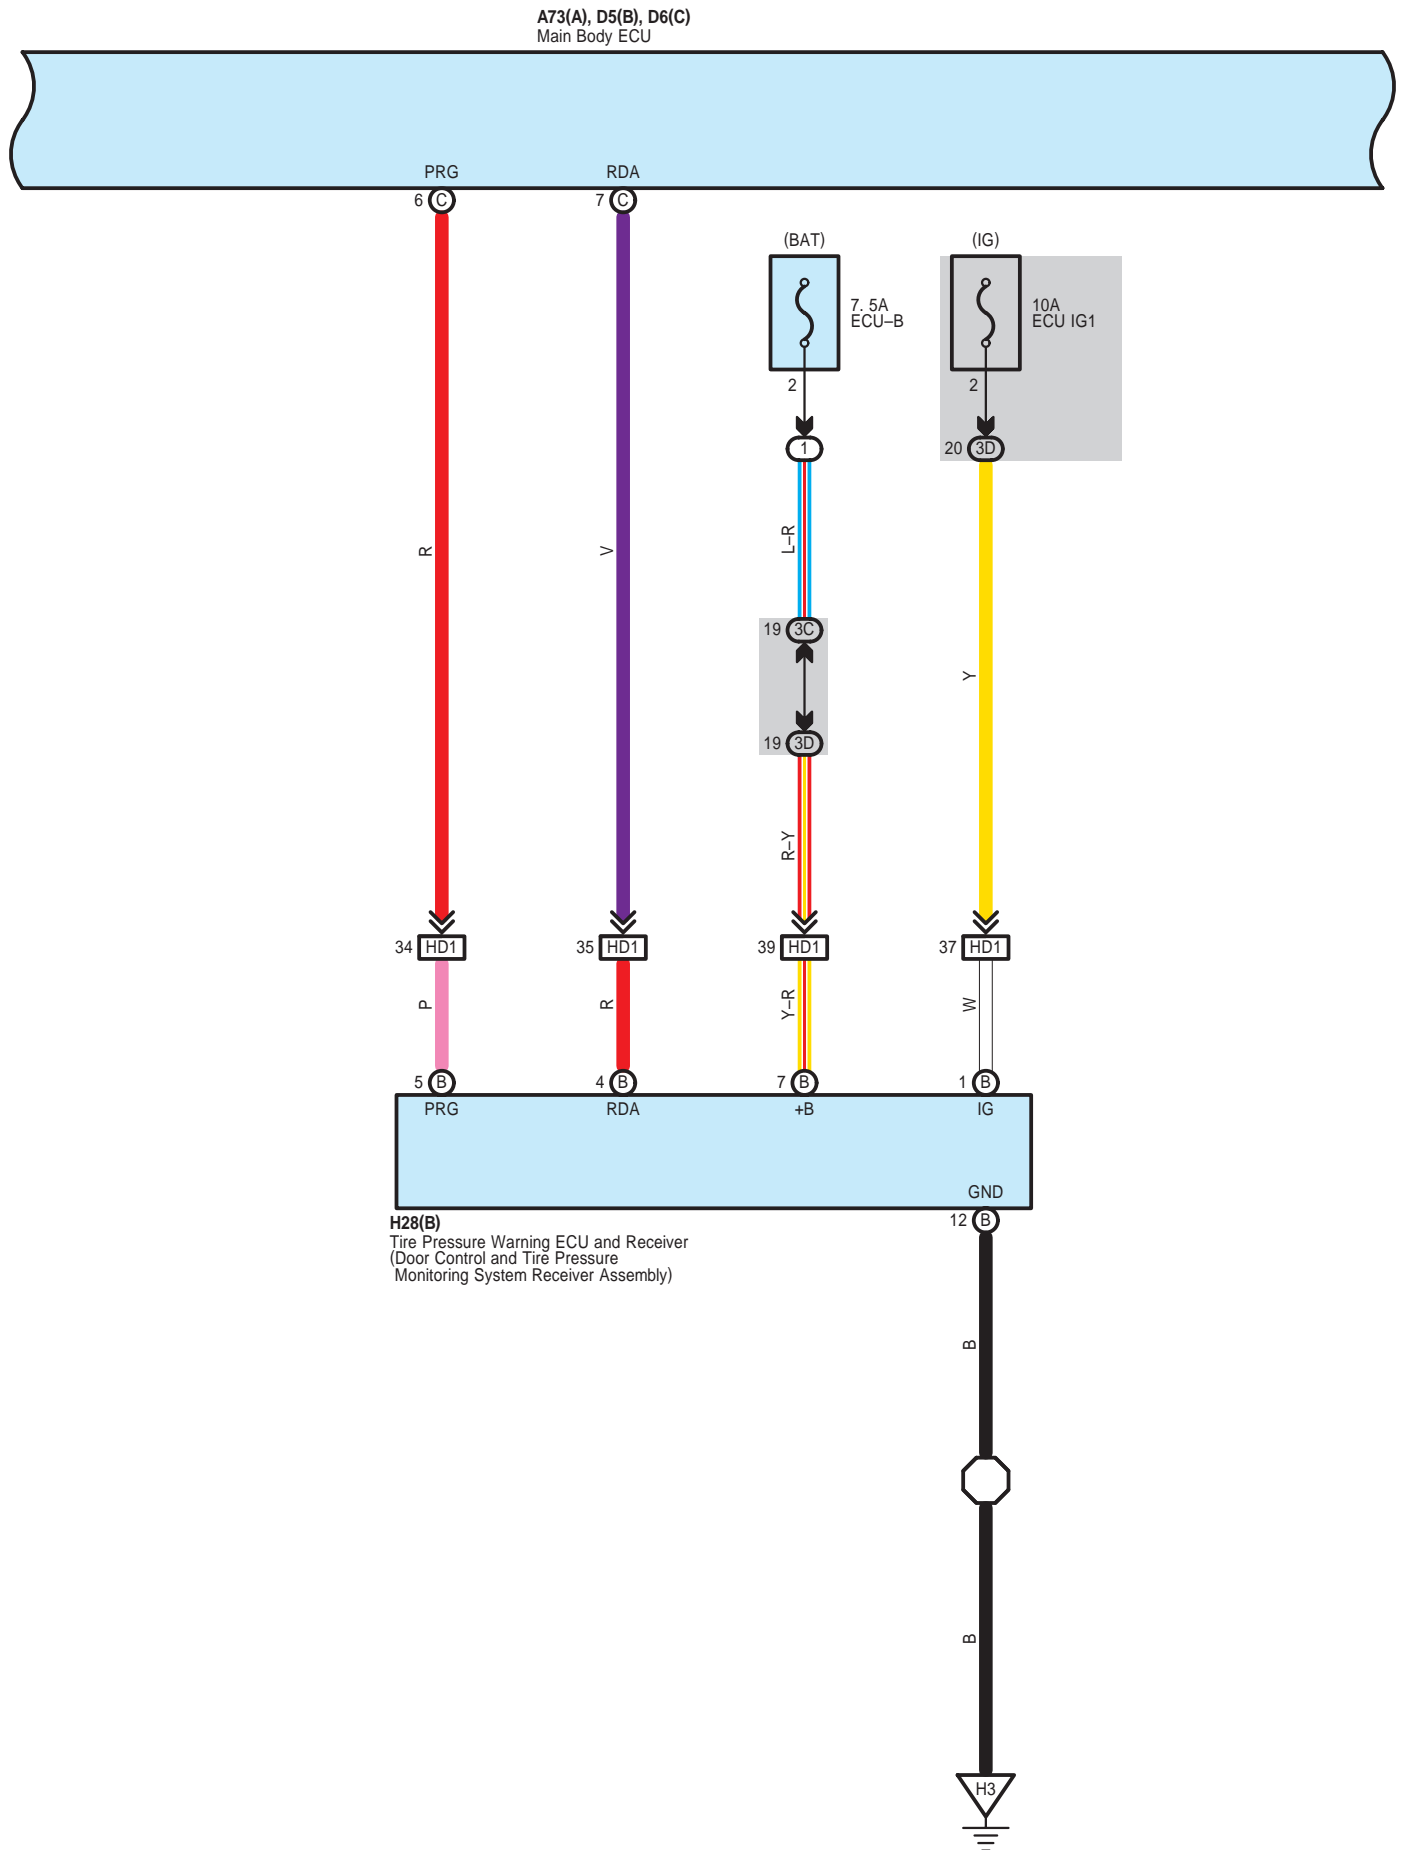 A73(A), D5(B), D6(C)
Main Body ECU
PRG
RDA
6 C
7 C
(BAT)
(IG)
7. 5A
ECU–B
10A
ECU IG1
2
2
1
20 3D
L–R
R
V
19 3C
Y
19 3D
R–Y
34 HD1
35 HD1
39 HD1
37 HD1
P
R
Y–R
W
5 B
4 B
7 B
1 B
PRG
RDA
+B
IG
GND
12 B
H28(B)
Tire Pressure Warning ECU and Receiver
(Door Control and Tire Pressure
Monitoring System Receiver Assembly)
B
B
H3